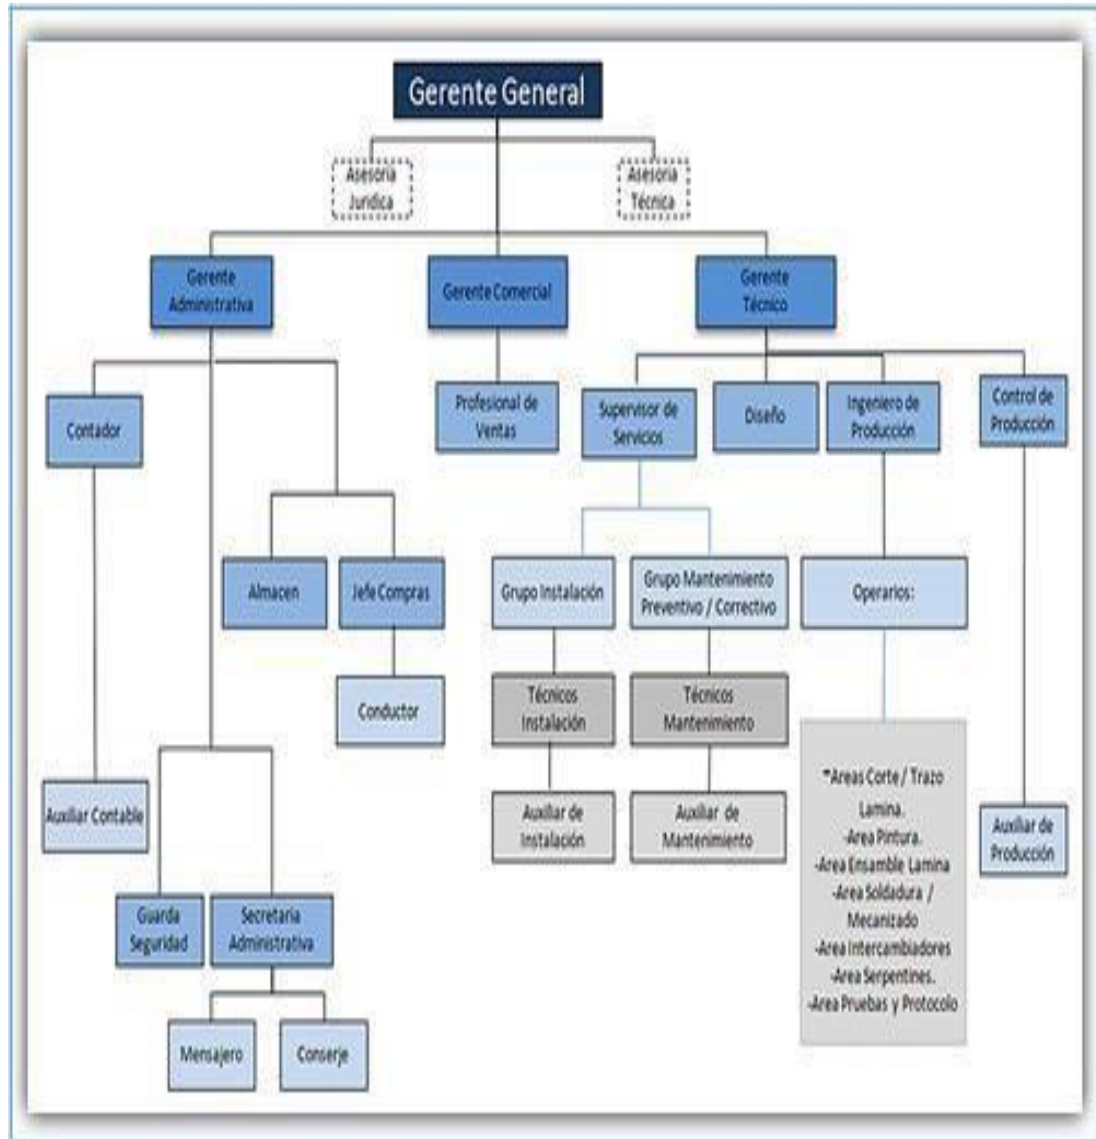 Gerente General
Asesoria
Juridica
Asesoria
Técnica
Gerente
Administrativa
Gerente Comercial
Gerente
Técnico
Contador
Profesional de
Ventas
Supervisor de
Servicios
Diseño
Ingeniero de
Producción
Control de
Producción
Almacen
Jefe Compras
Grupo Instalación
Grupo Mantenimiento
Preventivo / Correctivo
Operarios:
Conductor
Técnicos
Instalación
Técnicos
Mantenimiento
Auxiliar Contable
Auxiliar de
Instalación
Auxiliar de
Mantenimiento
-Areas Corte / Trazo
Lamina.
-Area Pintura.
-Area Ensamble Lamina
-Area Soldadura /
Mecanizado
-Area Intercambiadores
-Area Serpentines.
-Area Pruebas y Protocolo
Auxiliar de
Producción
Guarda
Seguridad
Secretaria
Administrativa
Mensajero
Conserje